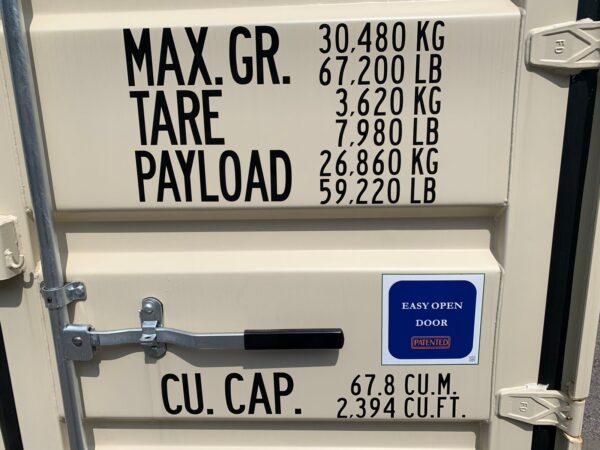 MAX. GR. 30,480 KG
67,200 LB
TARE 3,620 KG
7,980 LB
PAYLOAD 26,860 KG
59,220 LB
EASY OPEN
DOOR
PATENTED
CU. CAP. 67.8 CU.M.
2,394 CU.FT.
FD